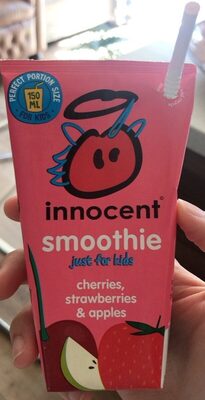 PERFECT PORTION SIZE
150
ML
FOR KIDS
innocent®
smoothie
just for kids
cherries,
strawberries
& apples